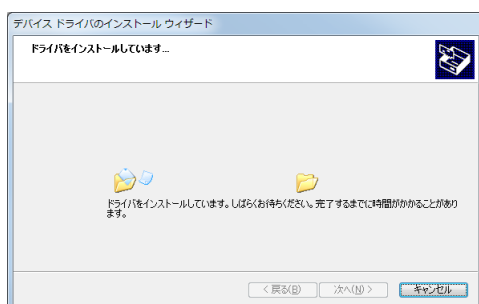 デバイス ドライバのインストール ウィザード
ドライバをインストールしています...
ドライバをインストールしています。しばらくお待ちください。完了するまでに時間がかかることがあり
ます。
< 戻る(B) 次へ(N) > キャンセル